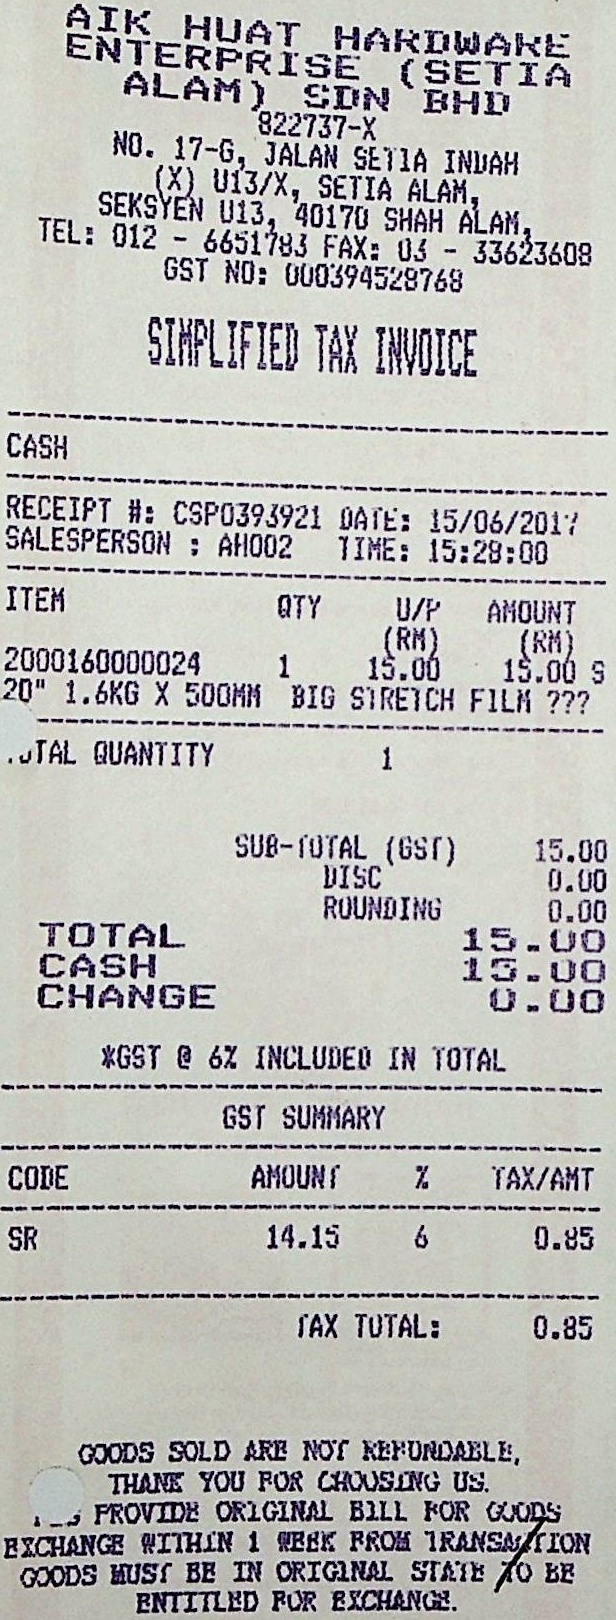 AIK HUAT HARDWARE
ENTERPRISE (SETIA
ALAM) SDN BHD
822737-X
NO. 17-G, JALAN SETIA INDAH
(X) U13/X, SETIA ALAM,
SEKSYEN U13, 40170 SHAH ALAM,
TEL: 012 - 6651783 FAX: 03 - 33623608
GST NO: 000394528768
SIMPLIFIED TAX INVOICE
CASH
RECEIPT #: CSP0393921 DATE: 15/06/2017
SALESPERSON : AH002 TIME: 15:28:00
ITEM QTY U/P AMOUNT
(RM) (RM)
2000160000024 1 15.00 15.00 S
20" 1.6KG X 500MM BIG STRETCH FILM ???
TOTAL QUANTITY 1
SUB-TOTAL (GST) 15.00
DISC 0.00
ROUNDING 0.00
TOTAL 15.00
CASH 15.00
CHANGE 0.00
*GST @ 6% INCLUDED IN TOTAL
GST SUMMARY
CODE AMOUNT % TAX/AMT
SR 14.15 6 0.85
TAX TOTAL: 0.85
GOODS SOLD ARE NOT REFUNDABLE,
THANK YOU FOR CHOOSING US.
PROVIDE ORIGINAL BILL FOR GOODS
EXCHANGE WITHIN 1 WEEK FROM TRANSACTION
GOODS MUST BE IN ORIGINAL STATE TO BE
ENTITLED FOR EXCHANGE.